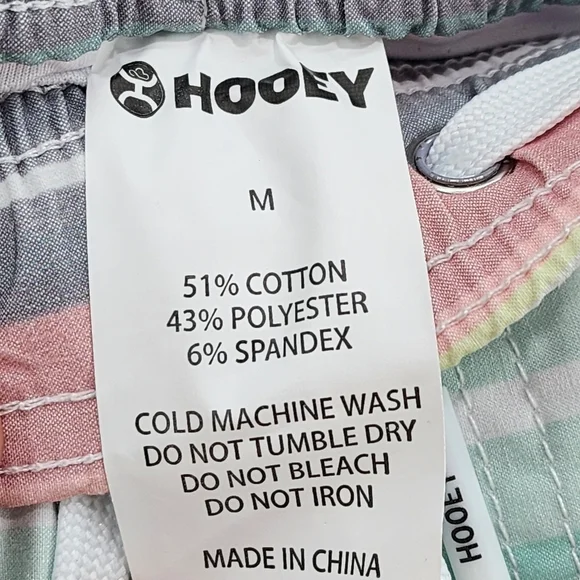 HOOEY
M
51% COTTON
43% POLYESTER
6% SPANDEX
COLD MACHINE WASH
DO NOT TUMBLE DRY
DO NOT BLEACH
DO NOT IRON
MADE IN CHINA
HOOEY